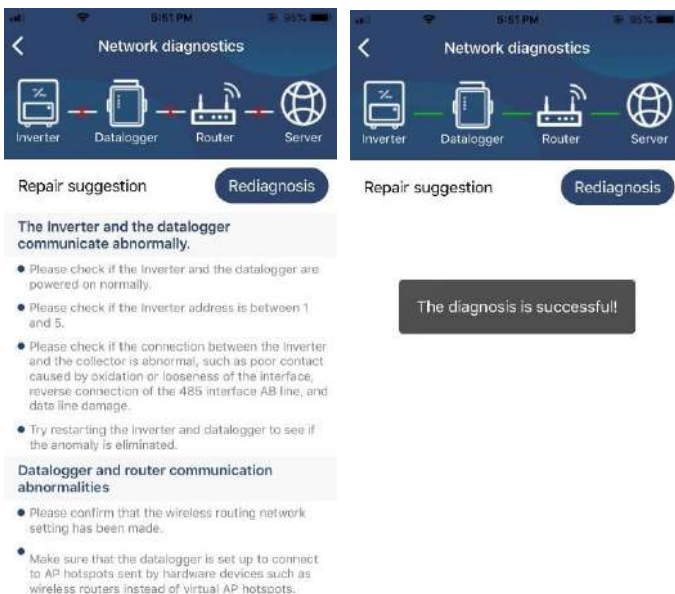 5:51 PM 95%
Network diagnostics
Inverter Datalogger Router Server
Repair suggestion Rediagnosis
The Inverter and the datalogger
communicate abnormally.
Please check if the Inverter and the datalogger are
powered on normally.
Please check if the Inverter address is between 1
and 5.
Please check if the connection between the Inverter
and the collector is abnormal, such as poor contact
caused by oxidation or looseness of the interface,
reverse connection of the 485 interface AB line, and
data line damage.
Try restarting the Inverter and datalogger to see if
the anomaly is eliminated.
Datalogger and router communication
abnormalities
Please confirm that the wireless routing network
setting has been made.
Make sure that the datalogger is set up to connect
to AP hotspots sent by hardware devices such as
wireless routers instead of virtual AP hotspots.
5:51 PM 95%
Network diagnostics
Inverter Datalogger Router Server
Repair suggestion Rediagnosis
The diagnosis is successful!